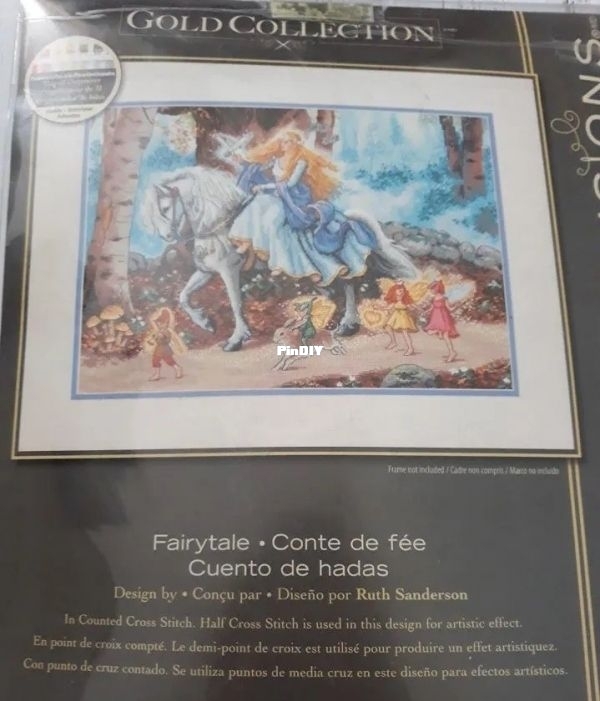 GOLD COLLECTION
PinDIY
Frame not included / Cadre non compris / Marco no incluido
Fairytale • Conte de fée
Cuento de hadas
Design by • Conçu par • Diseño por Ruth Sanderson
In Counted Cross Stitch. Half Cross Stitch is used in this design for artistic effect.
En point de croix compté. Le demi-point de croix est utilisé pour produire un effet artistiquez.
Con punto de cruz contado. Se utiliza puntos de media cruz en este diseño para efectos artísticos.